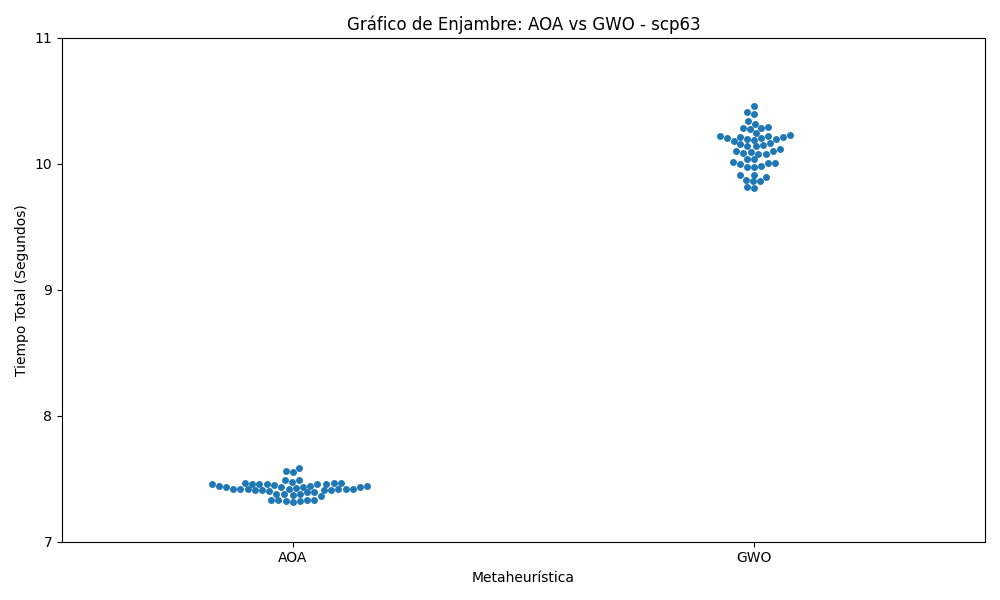 Gráfico de Enjambre: AOA vs GWO - scp63
11
10
9
8
7
Tiempo Total (Segundos)
AOA
GWO
Metaheurística